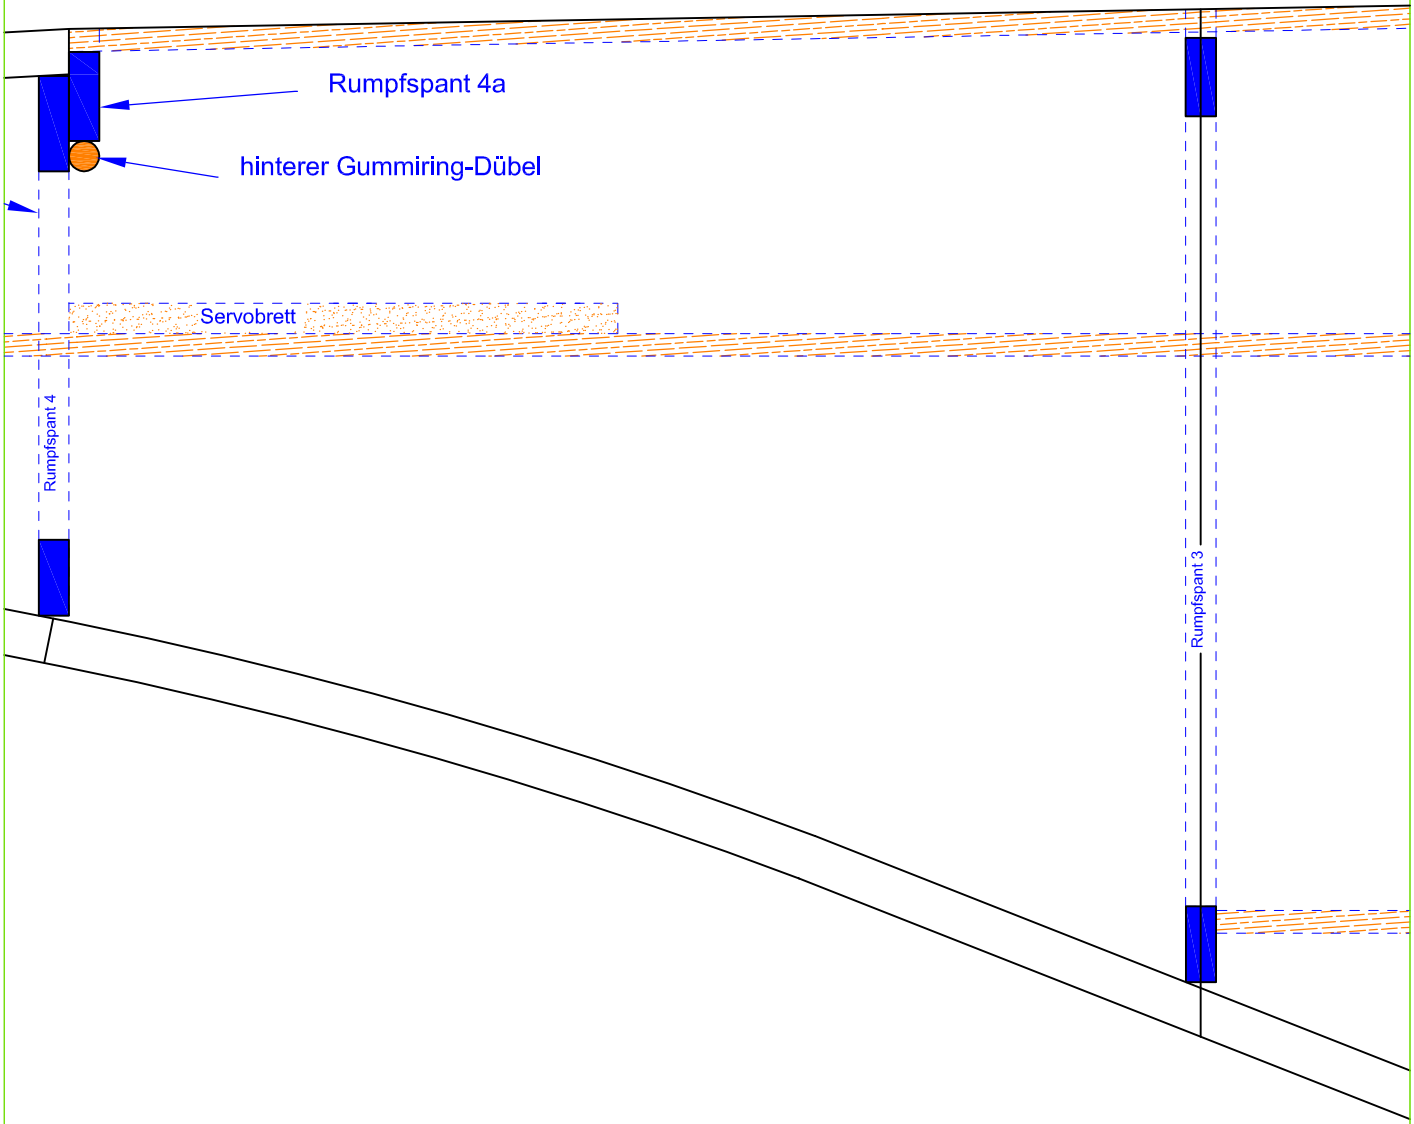 Rumpfspant 4a
hinterer Gummiring-Dübel
Servobrett
Rumpfspant 4
Rumpfspant 3